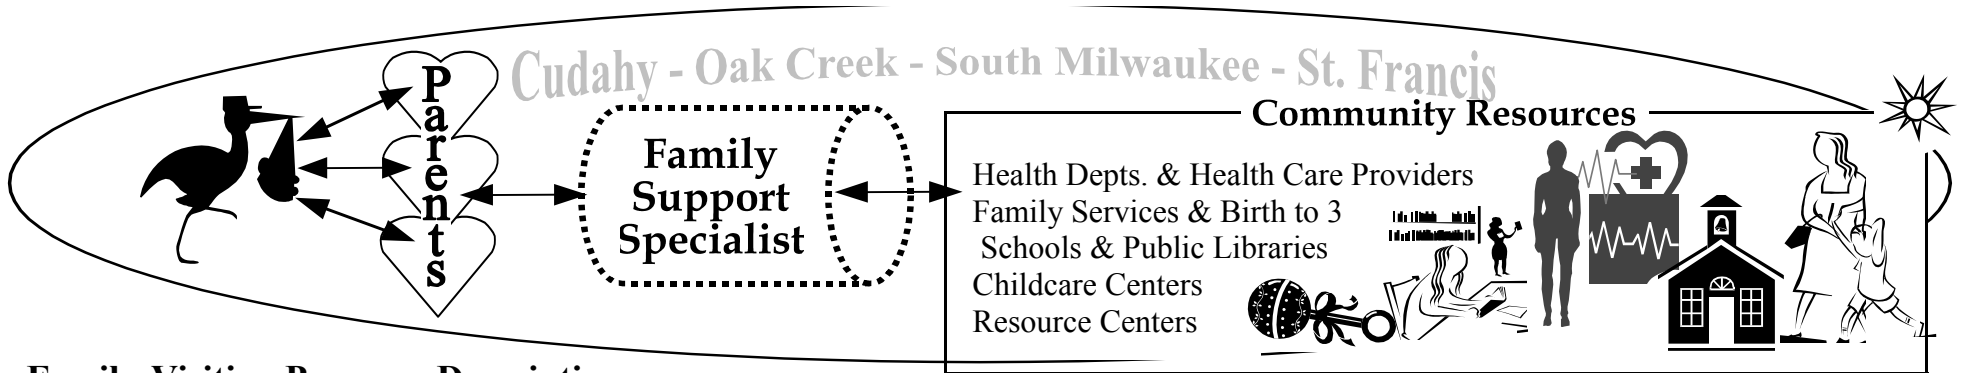 Cudahy - Oak Creek - South Milwaukee - St. Francis
Parents
Family
Support
Specialist
Community Resources
Health Depts. & Health Care Providers
Family Services & Birth to 3
Schools & Public Libraries
Childcare Centers
Resource Centers